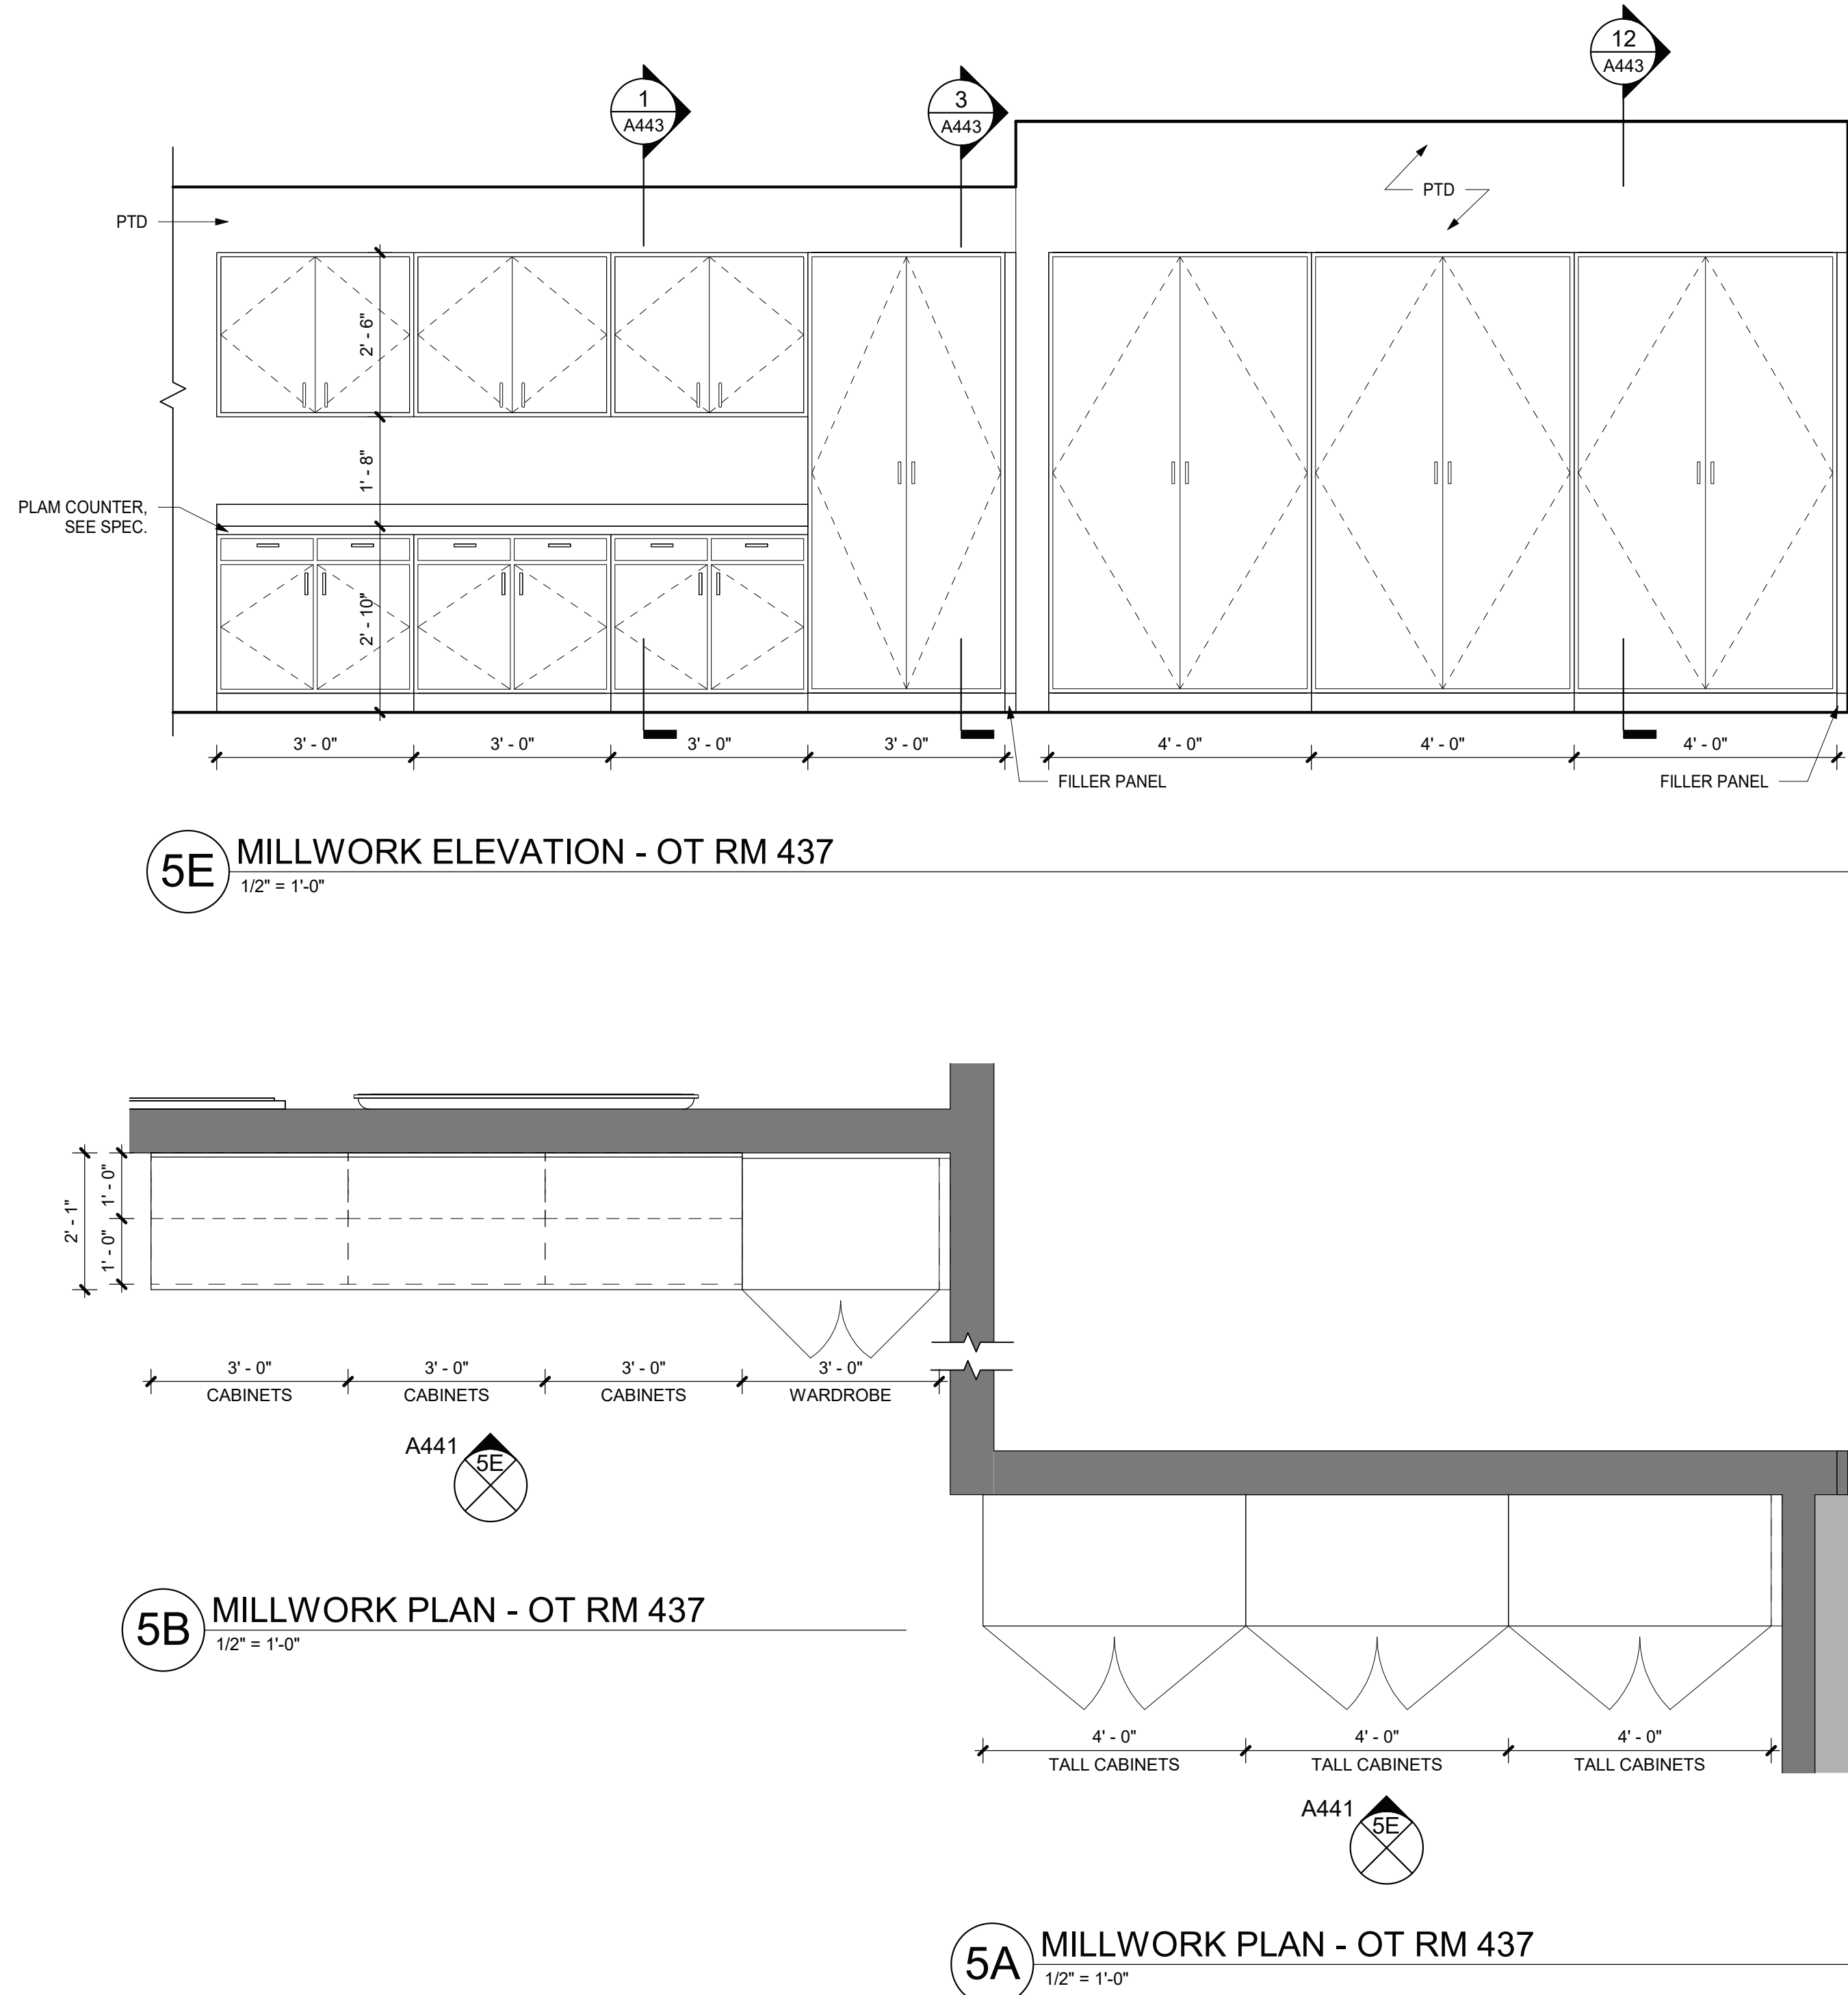 12
A443
1
A443
3
A443
PTD
PTD
2' - 6"
1' - 8"
PLAM COUNTER,
SEE SPEC.
2' - 10"
3' - 0"
3' - 0"
3' - 0"
3' - 0"
4' - 0"
4' - 0"
4' - 0"
FILLER PANEL
FILLER PANEL
5E
MILLWORK ELEVATION - OT RM 437
1/2" = 1'-0"
2' - 1"
1' - 0"
1' - 0"
3' - 0"
3' - 0"
3' - 0"
3' - 0"
CABINETS
CABINETS
CABINETS
WARDROBE
A441
5E
5B
MILLWORK PLAN - OT RM 437
1/2" = 1'-0"
4' - 0"
4' - 0"
4' - 0"
TALL CABINETS
TALL CABINETS
TALL CABINETS
A441
5E
5A
MILLWORK PLAN - OT RM 437
1/2" = 1'-0"